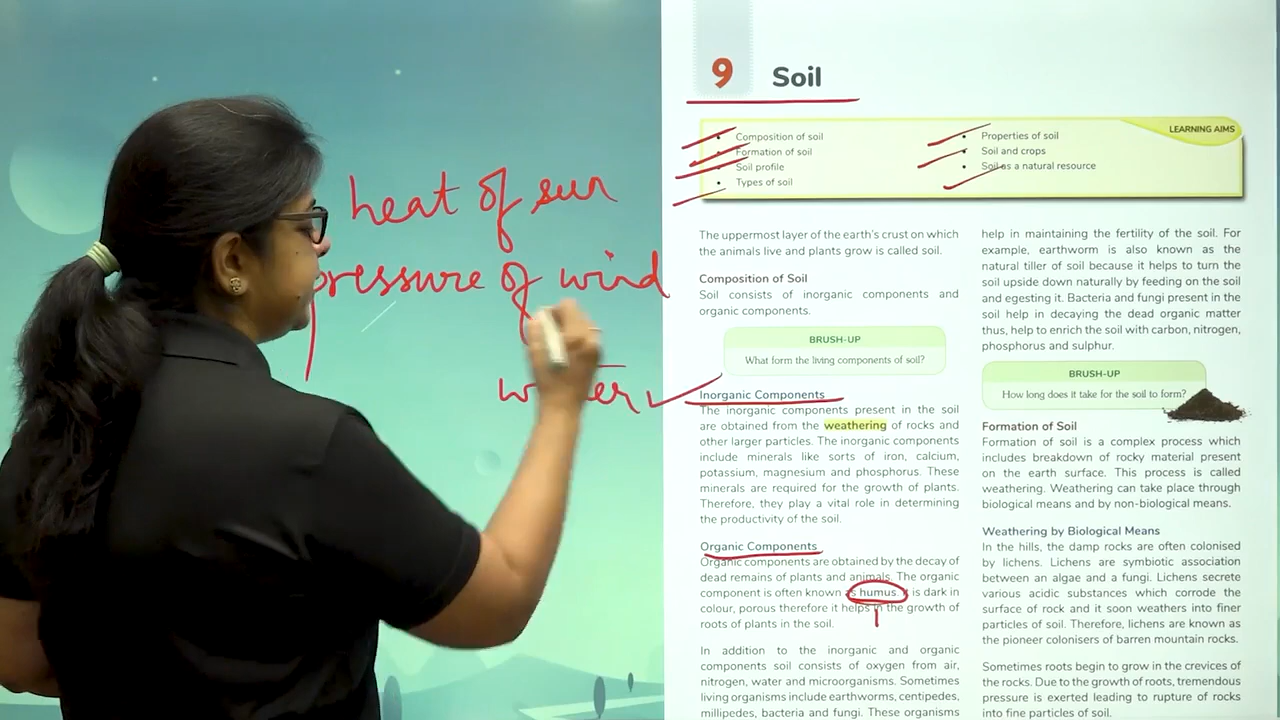 heat of sun
pressure of wind
9 Soil
LEARNING AIMS
• Composition of soil
• Formation of soil
• Soil profile
• Types of soil
• Properties of soil
• Soil and crops
• Soil as a natural resource
The uppermost layer of the earth's crust on which
the animals live and plants grow is called soil.
Composition of Soil
Soil consists of inorganic components and
organic components.
BRUSH-UP
What form the living components of soil?
Inorganic Components
The inorganic components present in the soil
are obtained from the weathering of rocks and
other larger particles. The inorganic components
include minerals like sorts of iron, calcium,
potassium, magnesium and phosphorus. These
minerals are required for the growth of plants.
Therefore, they play a vital role in determining
the productivity of the soil.
Organic Components
Organic components are obtained by the decay of
dead remains of plants and animals. The organic
component is often known as humus. It is dark in
colour, porous therefore it helps in the growth of
roots of plants in the soil.
In addition to the inorganic and organic
components soil consists of oxygen from air,
nitrogen, water and microorganisms. Sometimes
living organisms include earthworms, centipedes,
millipedes, bacteria and fungi. These organisms
help in maintaining the fertility of the soil. For
example, earthworm is also known as the
natural tiller of soil because it helps to turn the
soil upside down naturally by feeding on the soil
and egesting it. Bacteria and fungi present in the
soil help in decaying the dead organic matter
thus, help to enrich the soil with carbon, nitrogen,
phosphorus and sulphur.
BRUSH-UP
How long does it take for the soil to form?
Formation of Soil
Formation of soil is a complex process which
includes breakdown of rocky material present
on the earth surface. This process is called
weathering. Weathering can take place through
biological means and by non-biological means.
Weathering by Biological Means
In the hills, the damp rocks are often colonised
by lichens. Lichens are symbiotic association
between an algae and a fungi. Lichens secrete
various acidic substances which corrode the
surface of rock and it soon weathers into finer
particles of soil. Therefore, lichens are known as
the pioneer colonisers of barren mountain rocks.
Sometimes roots begin to grow in the crevices of
the rocks. Due to the growth of roots, tremendous
pressure is exerted leading to rupture of rocks
into fine particles of soil.